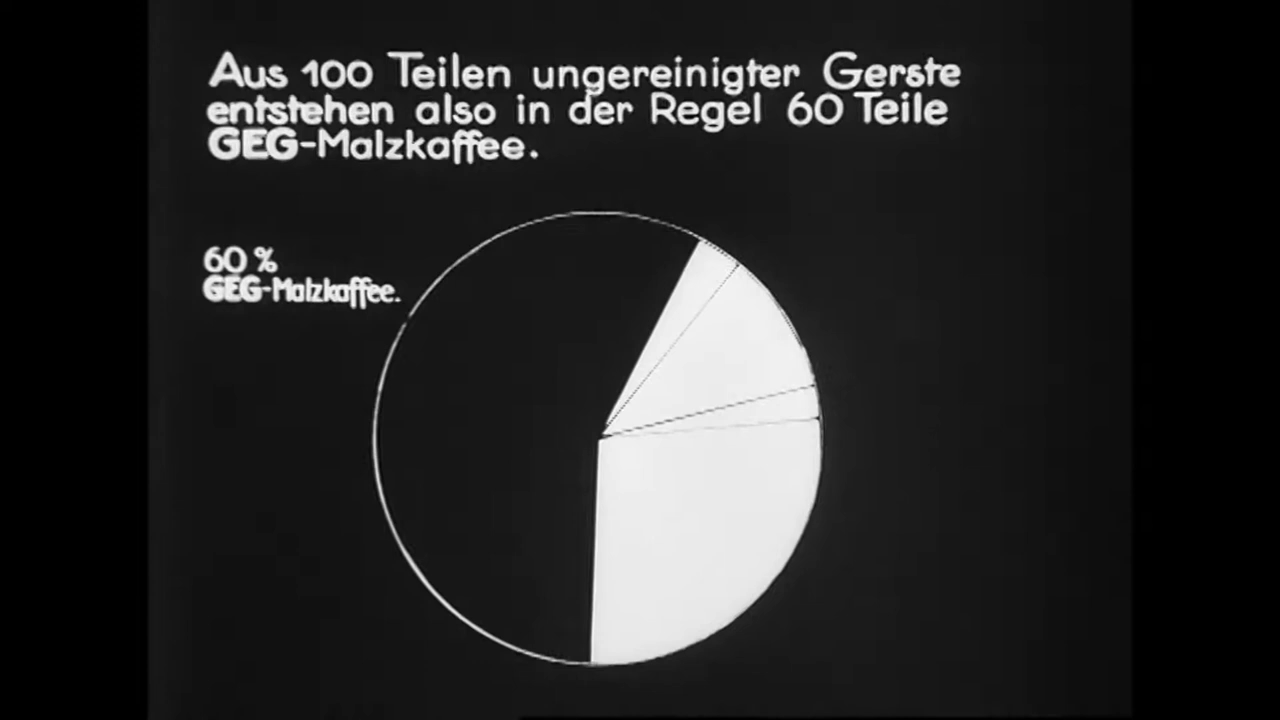 Aus 100 Teilen ungereinigter Gerste
entstehen also in der Regel 60 Teile
GEG-Malzkaffee.
60 %
GEG-Malzkaffee.